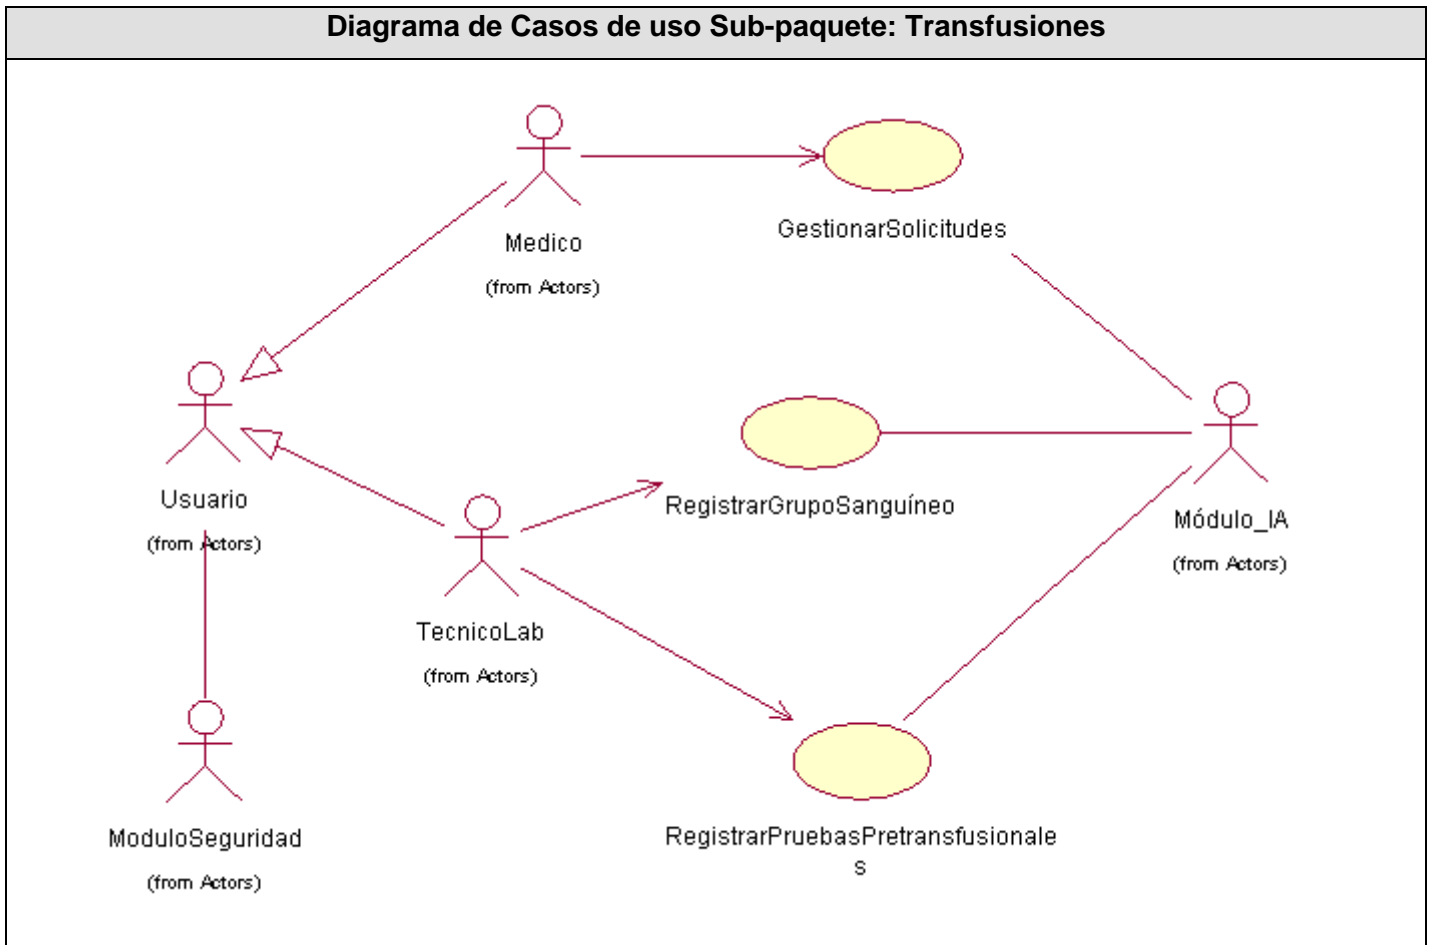 Diagrama de Casos de uso Sub-paquete: Transfusiones
Medico
(from Actors)
GestionarSolicitudes
Usuario
(from Actors)
RegistrarGrupoSanguíneo
Módulo_IA
(from Actors)
TecnicoLab
(from Actors)
ModuloSeguridad
(from Actors)
RegistrarPruebasPretransfusionale
s